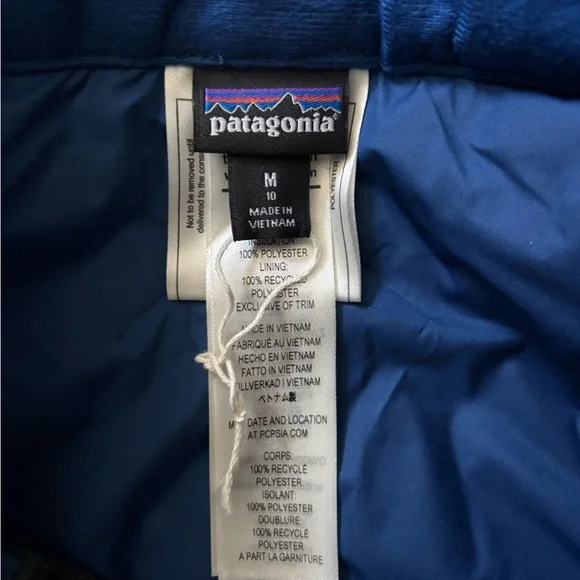 patagonia®
M
10
MADE IN
VIETNAM
Not to be removed until
delivered to the
POLYESTER
INSULATION:
100% POLYESTER
LINING:
100% RECYCLED
POLYESTER
EXCLUSIVE OF TRIM
MADE IN VIETNAM
FABRIQUÉ AU VIETNAM
HECHO EN VIETNAM
FATTO IN VIETNAM
TILLVERKAD I VIETNAM
ベトナム製
DATE AND LOCATION
AT PCPSIA.COM
CORPS:
100% RECYCLÉ
POLYESTER
ISOLANT:
100% POLYESTER
DOUBLURE:
100% RECYCLÉ
POLYESTER
A PART LA GARNITURE